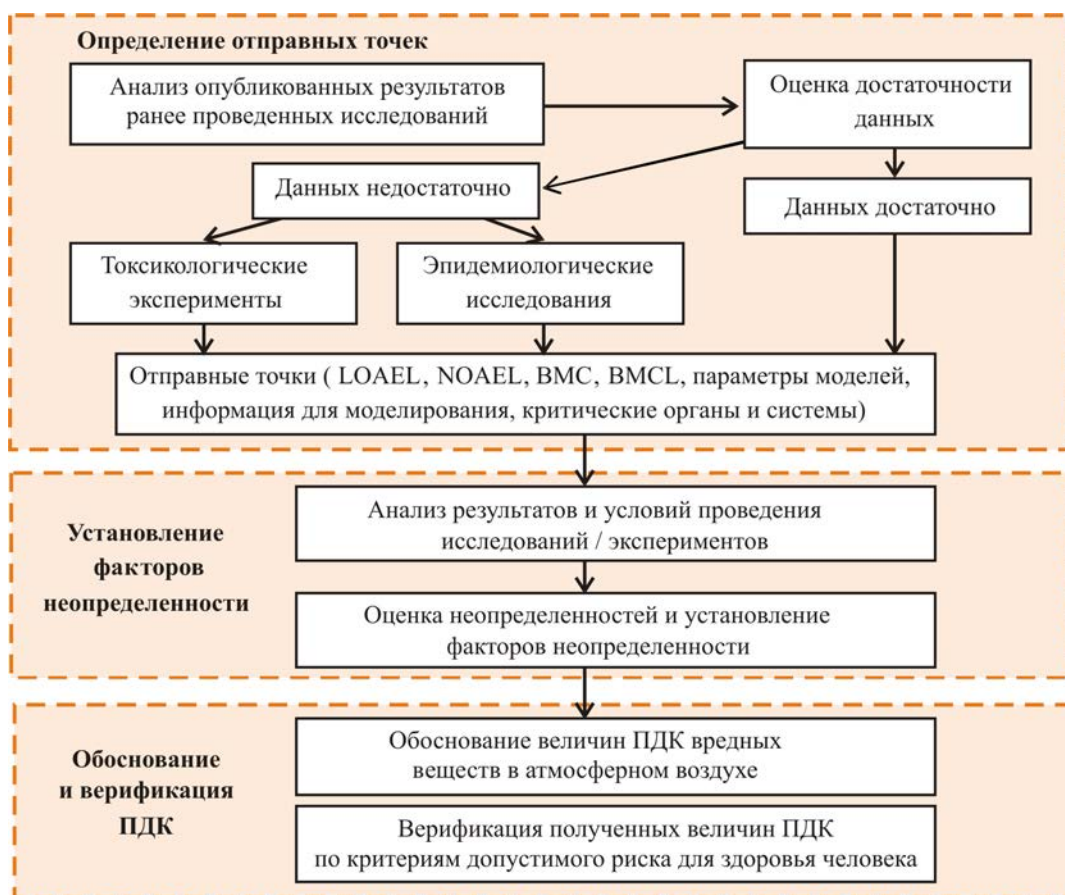 Определение отправных точек
Анализ опубликованных результатов
ранее проведенных исследований
Оценка достаточности
данных
Данных недостаточно
Данных достаточно
Токсикологические
эксперименты
Эпидемиологические
исследования
Отправные точки ( LOAEL, NOAEL, BMC, BMCL, параметры моделей,
информация для моделирования, критические органы и системы)
Установление
факторов
неопределенности
Анализ результатов и условий проведения
исследований / экспериментов
Оценка неопределенностей и установление
факторов неопределенности
Обоснование
и верификация
ПДК
Обоснование величин ПДК вредных
веществ в атмосферном воздухе
Верификация полученных величин ПДК
по критериям допустимого риска для здоровья человека